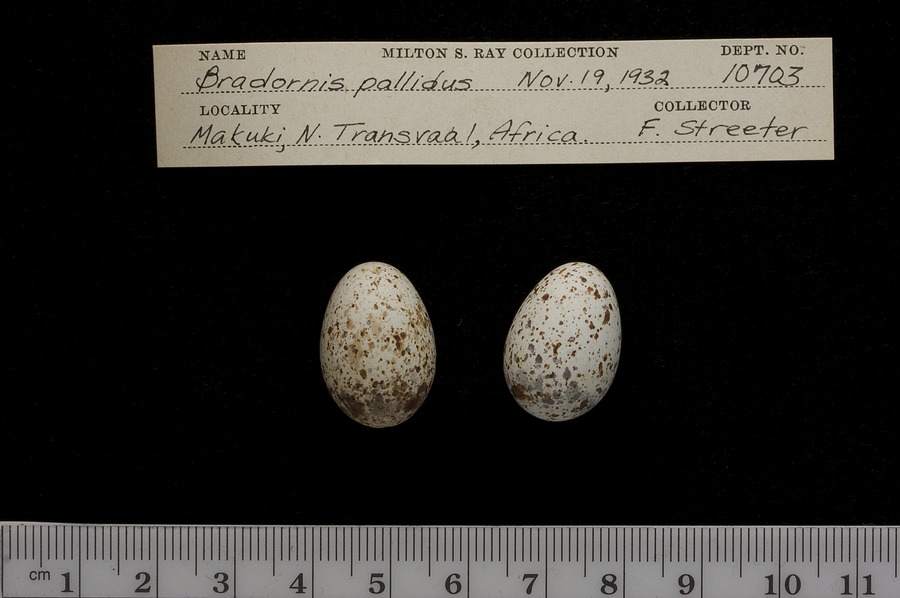 NAME MILTON S. RAY COLLECTION DEPT. NO.
Bradornis pallidus Nov. 19, 1932 10703
LOCALITY COLLECTOR
Makuki, N. Transvaal, Africa. F. Streeter
cm 1 2 3 4 5 6 7 8 9 10 11